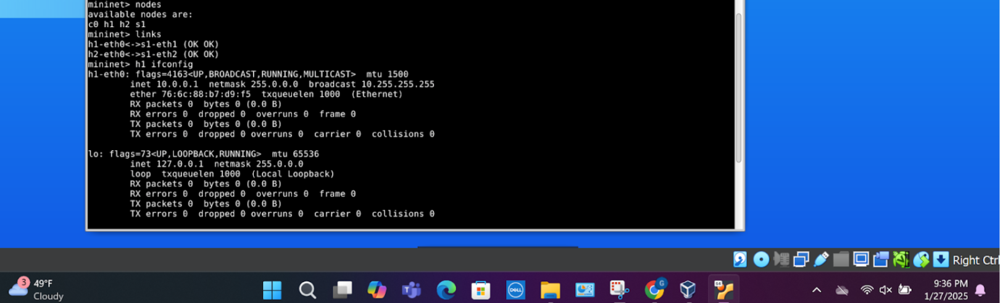 mininet> nodes
available nodes are:
c0 h1 h2 s1
mininet> links
h1-eth0<->s1-eth1 (OK OK)
h2-eth0<->s1-eth2 (OK OK)
mininet> h1 ifconfig
h1-eth0: flags=4163<UP,BROADCAST,RUNNING,MULTICAST>  mtu 1500
        inet 10.0.0.1  netmask 255.0.0.0  broadcast 10.255.255.255
        ether 76:6c:88:b7:d9:f5  txqueuelen 1000  (Ethernet)
        RX packets 0  bytes 0 (0.0 B)
        RX errors 0  dropped 0  overruns 0  frame 0
        TX packets 0  bytes 0 (0.0 B)
        TX errors 0  dropped 0 overruns 0  carrier 0  collisions 0

lo: flags=73<UP,LOOPBACK,RUNNING>  mtu 65536
        inet 127.0.0.1  netmask 255.0.0.0
        loop  txqueuelen 1000  (Local Loopback)
        RX packets 0  bytes 0 (0.0 B)
        RX errors 0  dropped 0  overruns 0  frame 0
        TX packets 0  bytes 0 (0.0 B)
        TX errors 0  dropped 0 overruns 0  carrier 0  collisions 0
Right Ctrl
3
49°F
Cloudy
DELL
G
64
9:36 PM
1/27/2025